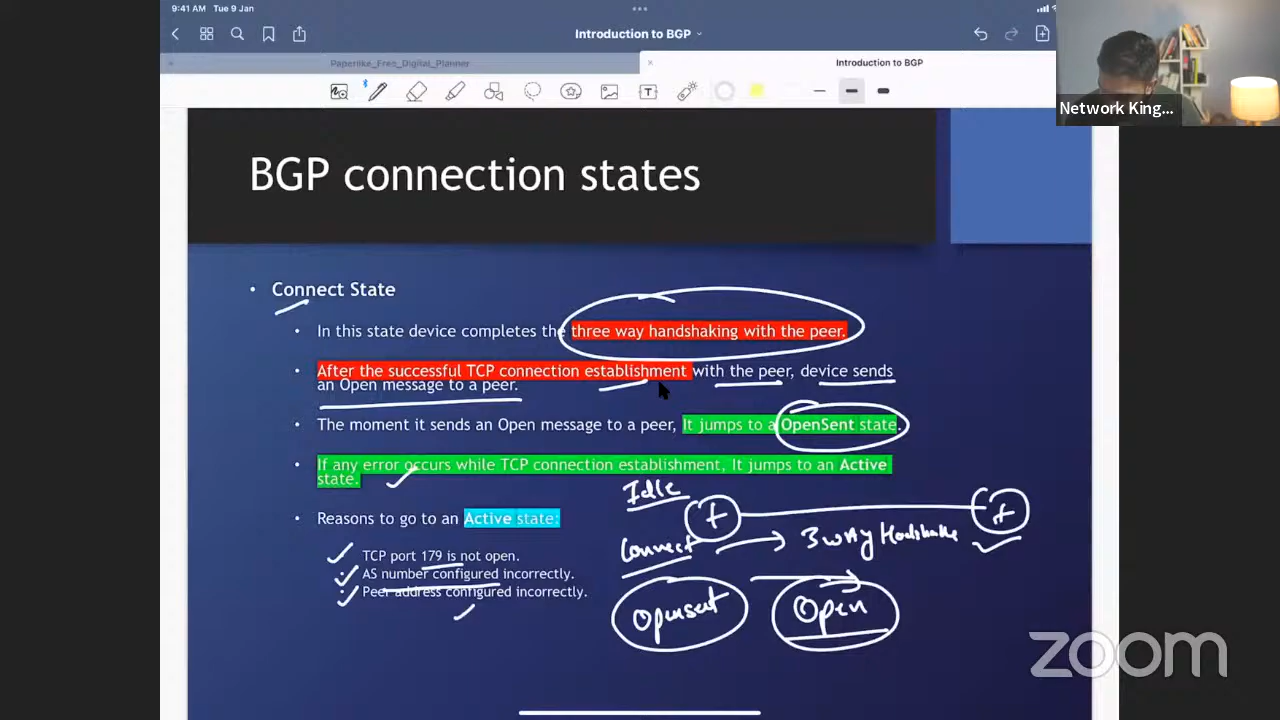 9:41 AM Tue 9 Jan
Introduction to BGP
Paperlike_Free_Digital_Planner
Introduction to BGP
Network King...
BGP connection states
• Connect State
• In this state device completes the three way handshaking with the peer.
• After the successful TCP connection establishment with the peer, device sends
an Open message to a peer.
• The moment it sends an Open message to a peer, It jumps to a OpenSent state.
• If any error occurs while TCP connection establishment, It jumps to an Active
state.
Idle
• Reasons to go to an Active state:
Connect
3 way Handshake
TCP port 179 is not open.
AS number configured incorrectly.
Peer address configured incorrectly.
Opensent
Open
zoom